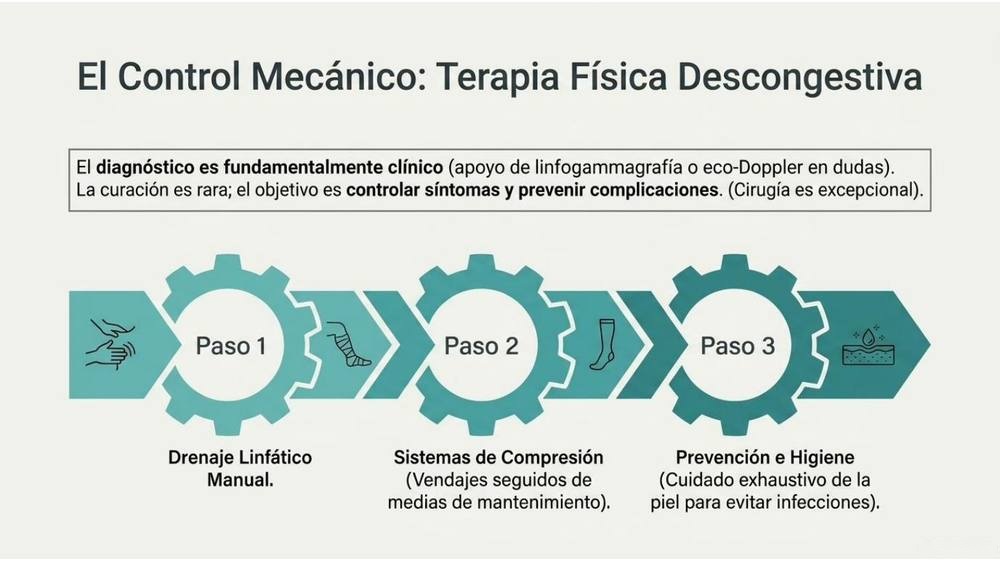 El Control Mecánico: Terapia Física Descongestiva
El diagnóstico es fundamentalmente clínico (apoyo de linfogammagrafía o eco-Doppler en dudas).
La curación es rara; el objetivo es controlar síntomas y prevenir complicaciones. (Cirugía es excepcional).
Paso 1
Paso 2
Paso 3
Drenaje Linfático
Manual.
Sistemas de Compresión
(Vendajes seguidos de
medias de mantenimiento).
Prevención e Higiene
(Cuidado exhaustivo de la
piel para evitar infecciones).